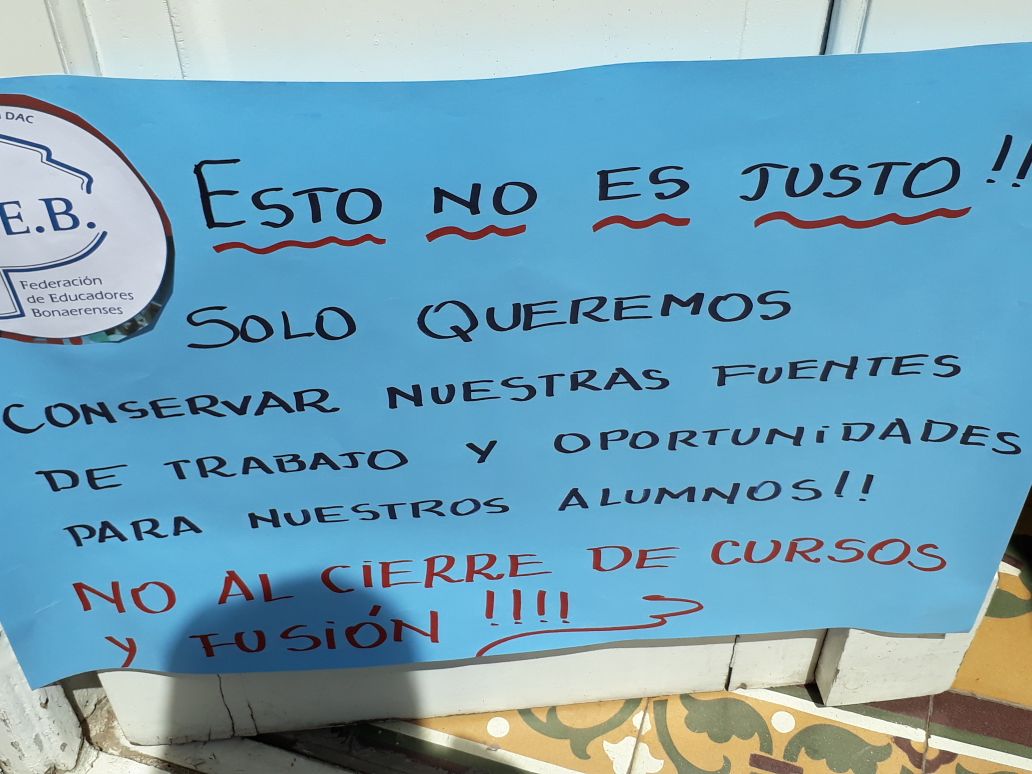 DAC
E.B.
Federación
de Educadores
Bonaerenses
ESTO NO ES JUSTO !!
SOLO QUEREMOS
CONSERVAR NUESTRAS FUENTES
DE TRABAJO Y OPORTUNiDADES
PARA NUESTROS ALUMNOS!!
NO AL CiERRE DE CURSOS
Y FUSiÓN !!!!